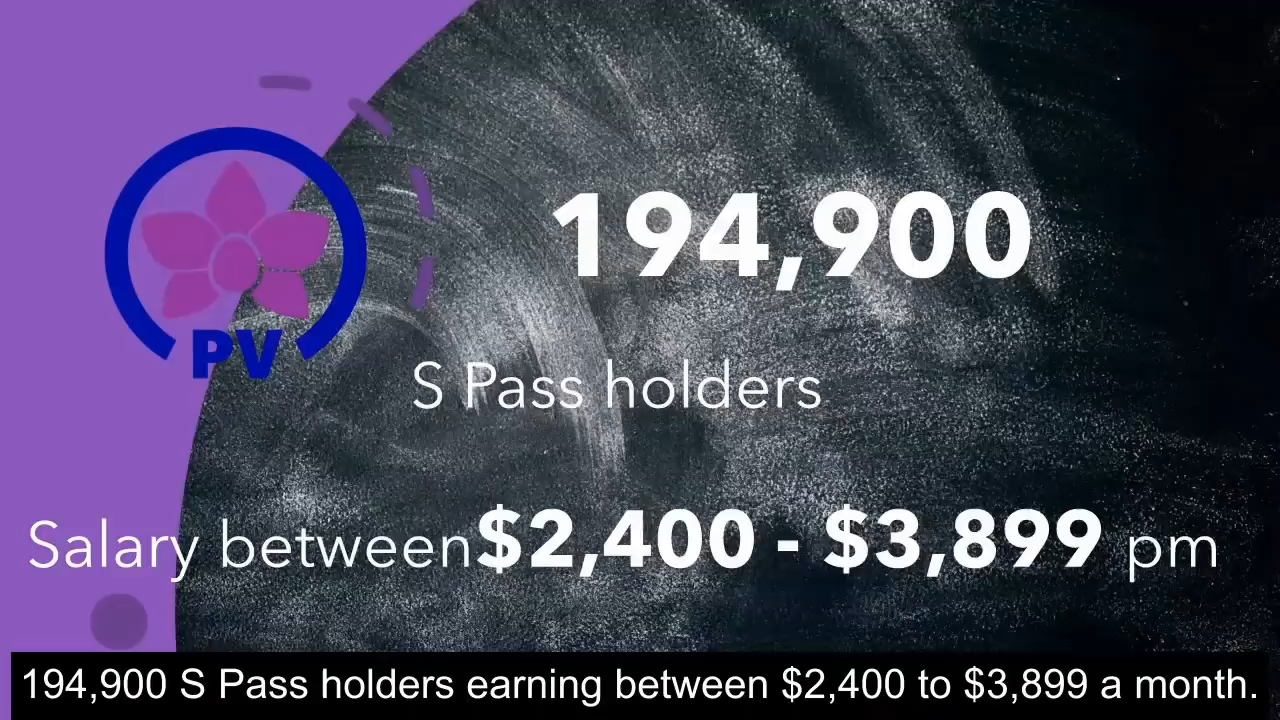 194,900
PV
S Pass holders
Salary between $2,400 - $3,899 pm
194,900 S Pass holders earning between $2,400 to $3,899 a month.